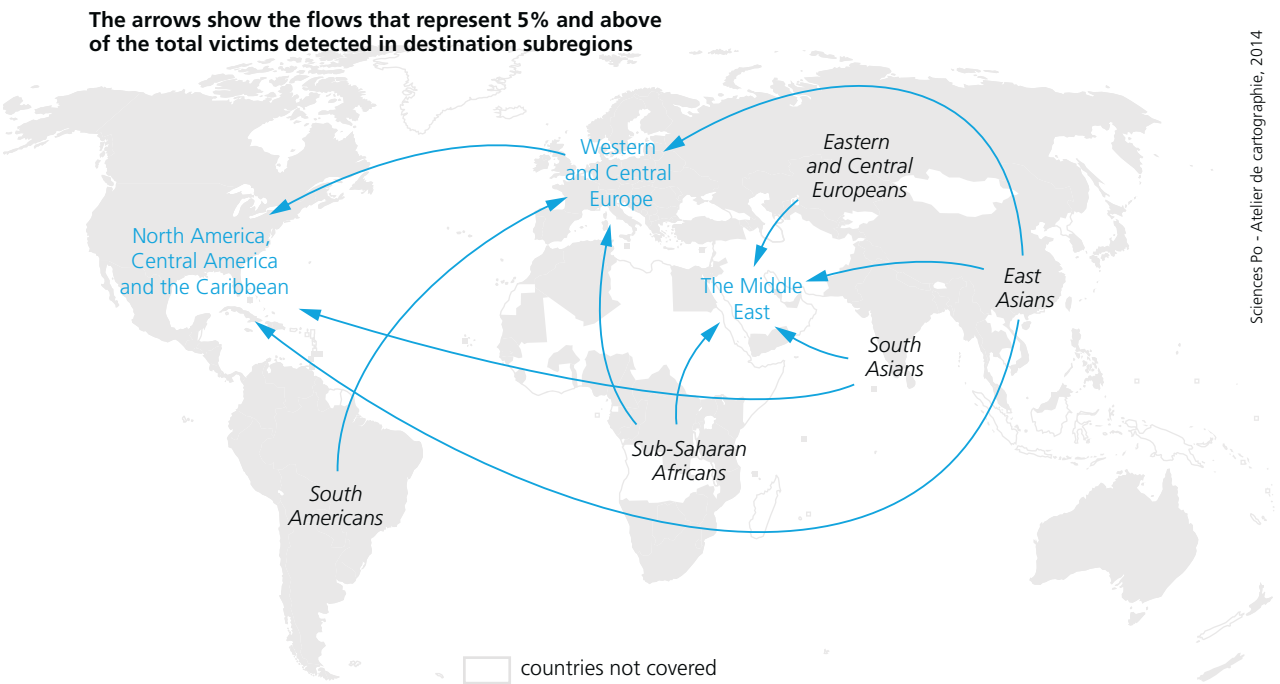 The arrows show the flows that represent 5% and above
of the total victims detected in destination subregions
Sciences Po - Atelier de cartographie, 2014
Western
and Central
Europe
Eastern
and Central
Europeans
North America,
Central America
and the Caribbean
The Middle
East
East
Asians
South
Asians
Sub-Saharan
Africans
South
Americans
countries not covered